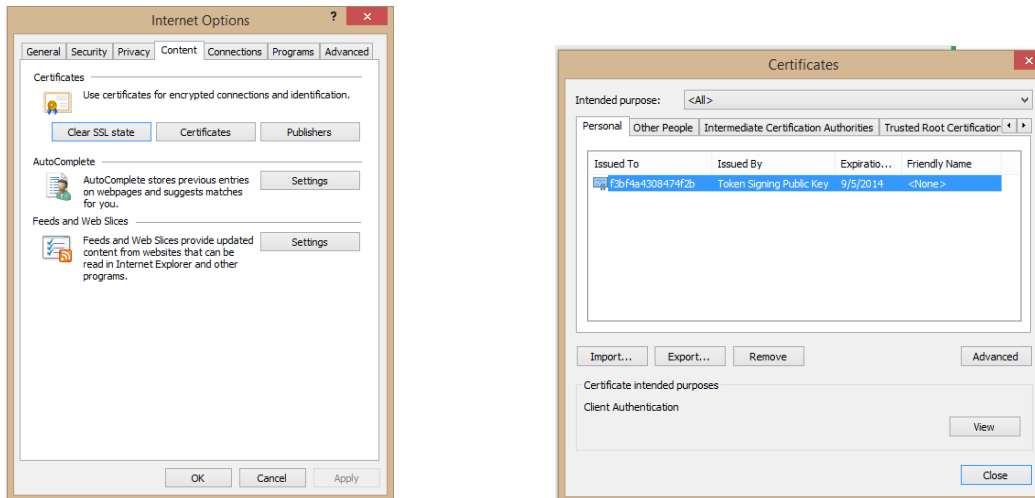 Internet Options
?
General Security Privacy Content Connections Programs Advanced
Certificates
Use certificates for encrypted connections and identification.
Clear SSL state Certificates Publishers
AutoComplete
AutoComplete stores previous entries
on webpages and suggests matches
for you.
Settings
Feeds and Web Slices
Feeds and Web Slices provide updated
content from websites that can be
read in Internet Explorer and other
programs.
Settings
OK Cancel Apply
Certificates
Intended purpose: <All>
Personal Other People Intermediate Certification Authorities Trusted Root Certification
Issued To Issued By Expiratio... Friendly Name
f3bf4a4308474f2b Token Signing Public Key 9/5/2014 <None>
Import... Export... Remove Advanced
Certificate intended purposes
Client Authentication
View
Close